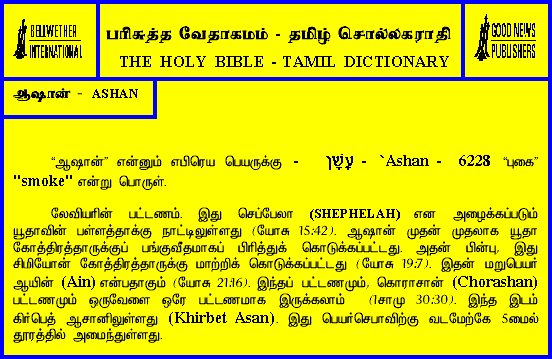 BELLWETHER
INTERNATIONAL
பரிசுத்த வேதாகமம் - தமிழ் சொல்லகராதி
THE HOLY BIBLE - TAMIL DICTIONARY
GOOD NEWS
PUBLISHERS
ஆஷான் - ASHAN
“ஆஷான்” என்னும் எபிரெய பெயருக்கு - עָשָׁן - `Ashan - 6228 “புகை”
"smoke" என்று பொருள்.
லேவியரின் பட்டணம். இது செப்பேலா (SHEPHELAH) என அழைக்கப்படும்
யூதாவின் பள்ளத்தாக்கு நாட்டிலுள்ளது (யோசு 15:42). ஆஷான் முதன் முதலாக யூதா
கோத்திரத்தாருக்குப் பங்குவீதமாகப் பிரித்துக் கொடுக்கப்பட்டது. அதன் பின்பு, இது
சிமியோன் கோத்திரத்தாருக்கு மாற்றிக் கொடுக்கப்பட்டது (யோசு 19:7). இதன் மறுபெயர்
ஆயின் (Ain) என்பதாகும் (யோசு 21:16). இந்தப் பட்டணமும், கொராசான் (Chorashan)
பட்டணமும் ஒருவேளை ஒரே பட்டணமாக இருக்கலாம் (1சாமு 30:30). இந்த இடம்
கிர்பெத் ஆசானிலுள்ளது (Khirbet Asan). இது பெயர்செபாவிற்கு வடமேற்கே 5மைல்
தூரத்தில் அமைந்துள்ளது.